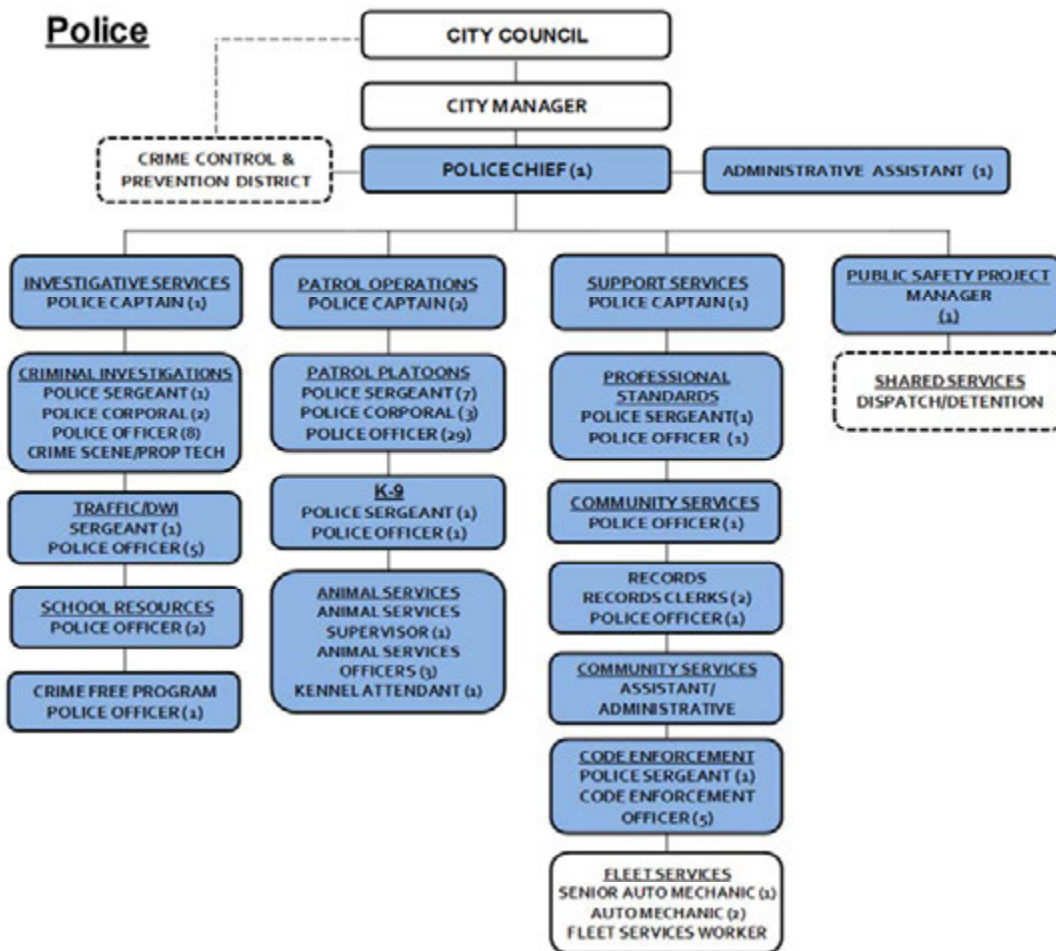 Police
CITY COUNCIL
CITY MANAGER
CRIME CONTROL &
PREVENTION DISTRICT
POLICE CHIEF (1)
ADMINISTRATIVE ASSISTANT (1)
INVESTIGATIVE SERVICES
POLICE CAPTAIN (1)
CRIMINAL INVESTIGATIONS
POLICE SERGEANT (1)
POLICE CORPORAL (2)
POLICE OFFICER (8)
CRIME SCENE/PROP TECH
TRAFFIC/DWI
SERGEANT (1)
POLICE OFFICER (5)
SCHOOL RESOURCES
POLICE OFFICER (2)
CRIME FREE PROGRAM
POLICE OFFICER (1)
PATROL OPERATIONS
POLICE CAPTAIN (2)
PATROL PLATOONS
POLICE SERGEANT (7)
POLICE CORPORAL (3)
POLICE OFFICER (29)
K-9
POLICE SERGEANT (1)
POLICE OFFICER (1)
ANIMAL SERVICES
ANIMAL SERVICES
SUPERVISOR (1)
ANIMAL SERVICES
OFFICERS (3)
KENNEL ATTENDANT (1)
SUPPORT SERVICES
POLICE CAPTAIN (1)
PROFESSIONAL
STANDARDS
POLICE SERGEANT(1)
POLICE OFFICER (1)
COMMUNITY SERVICES
POLICE OFFICER (1)
RECORDS
RECORDS CLERKS (2)
POLICE OFFICER (1)
COMMUNITY SERVICES
ASSISTANT/
ADMINISTRATIVE
CODE ENFORCEMENT
POLICE SERGEANT (1)
CODE ENFORCEMENT
OFFICER (5)
FLEET SERVICES
SENIOR AUTO MECHANIC (1)
AUTO MECHANIC (2)
FLEET SERVICES WORKER
PUBLIC SAFETY PROJECT
MANAGER
(1)
SHARED SERVICES
DISPATCH/DETENTION